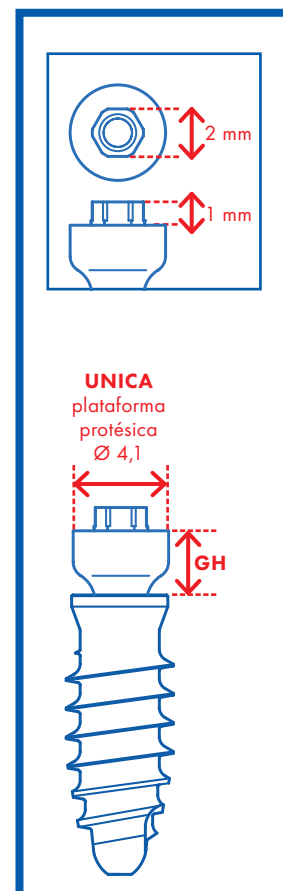 2 mm
1 mm
UNICA
plataforma
protésica
Ø 4,1
GH